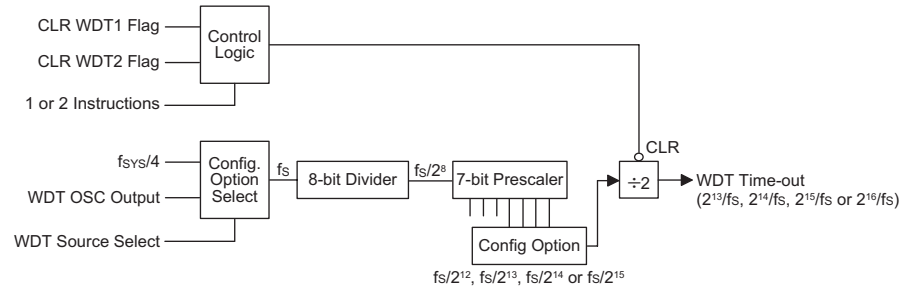 CLR WDT1 Flag
CLR WDT2 Flag
1 or 2 Instructions
Control
Logic
fSYS/4
WDT OSC Output
WDT Source Select
Config.
Option
Select
fS
8-bit Divider
fS/2⁸
7-bit Prescaler
Config Option
fS/2¹², fS/2¹³, fS/2¹⁴ or fS/2¹⁵
CLR
÷2
WDT Time-out
(2¹³/fS, 2¹⁴/fS, 2¹⁵/fS or 2¹⁶/fS)